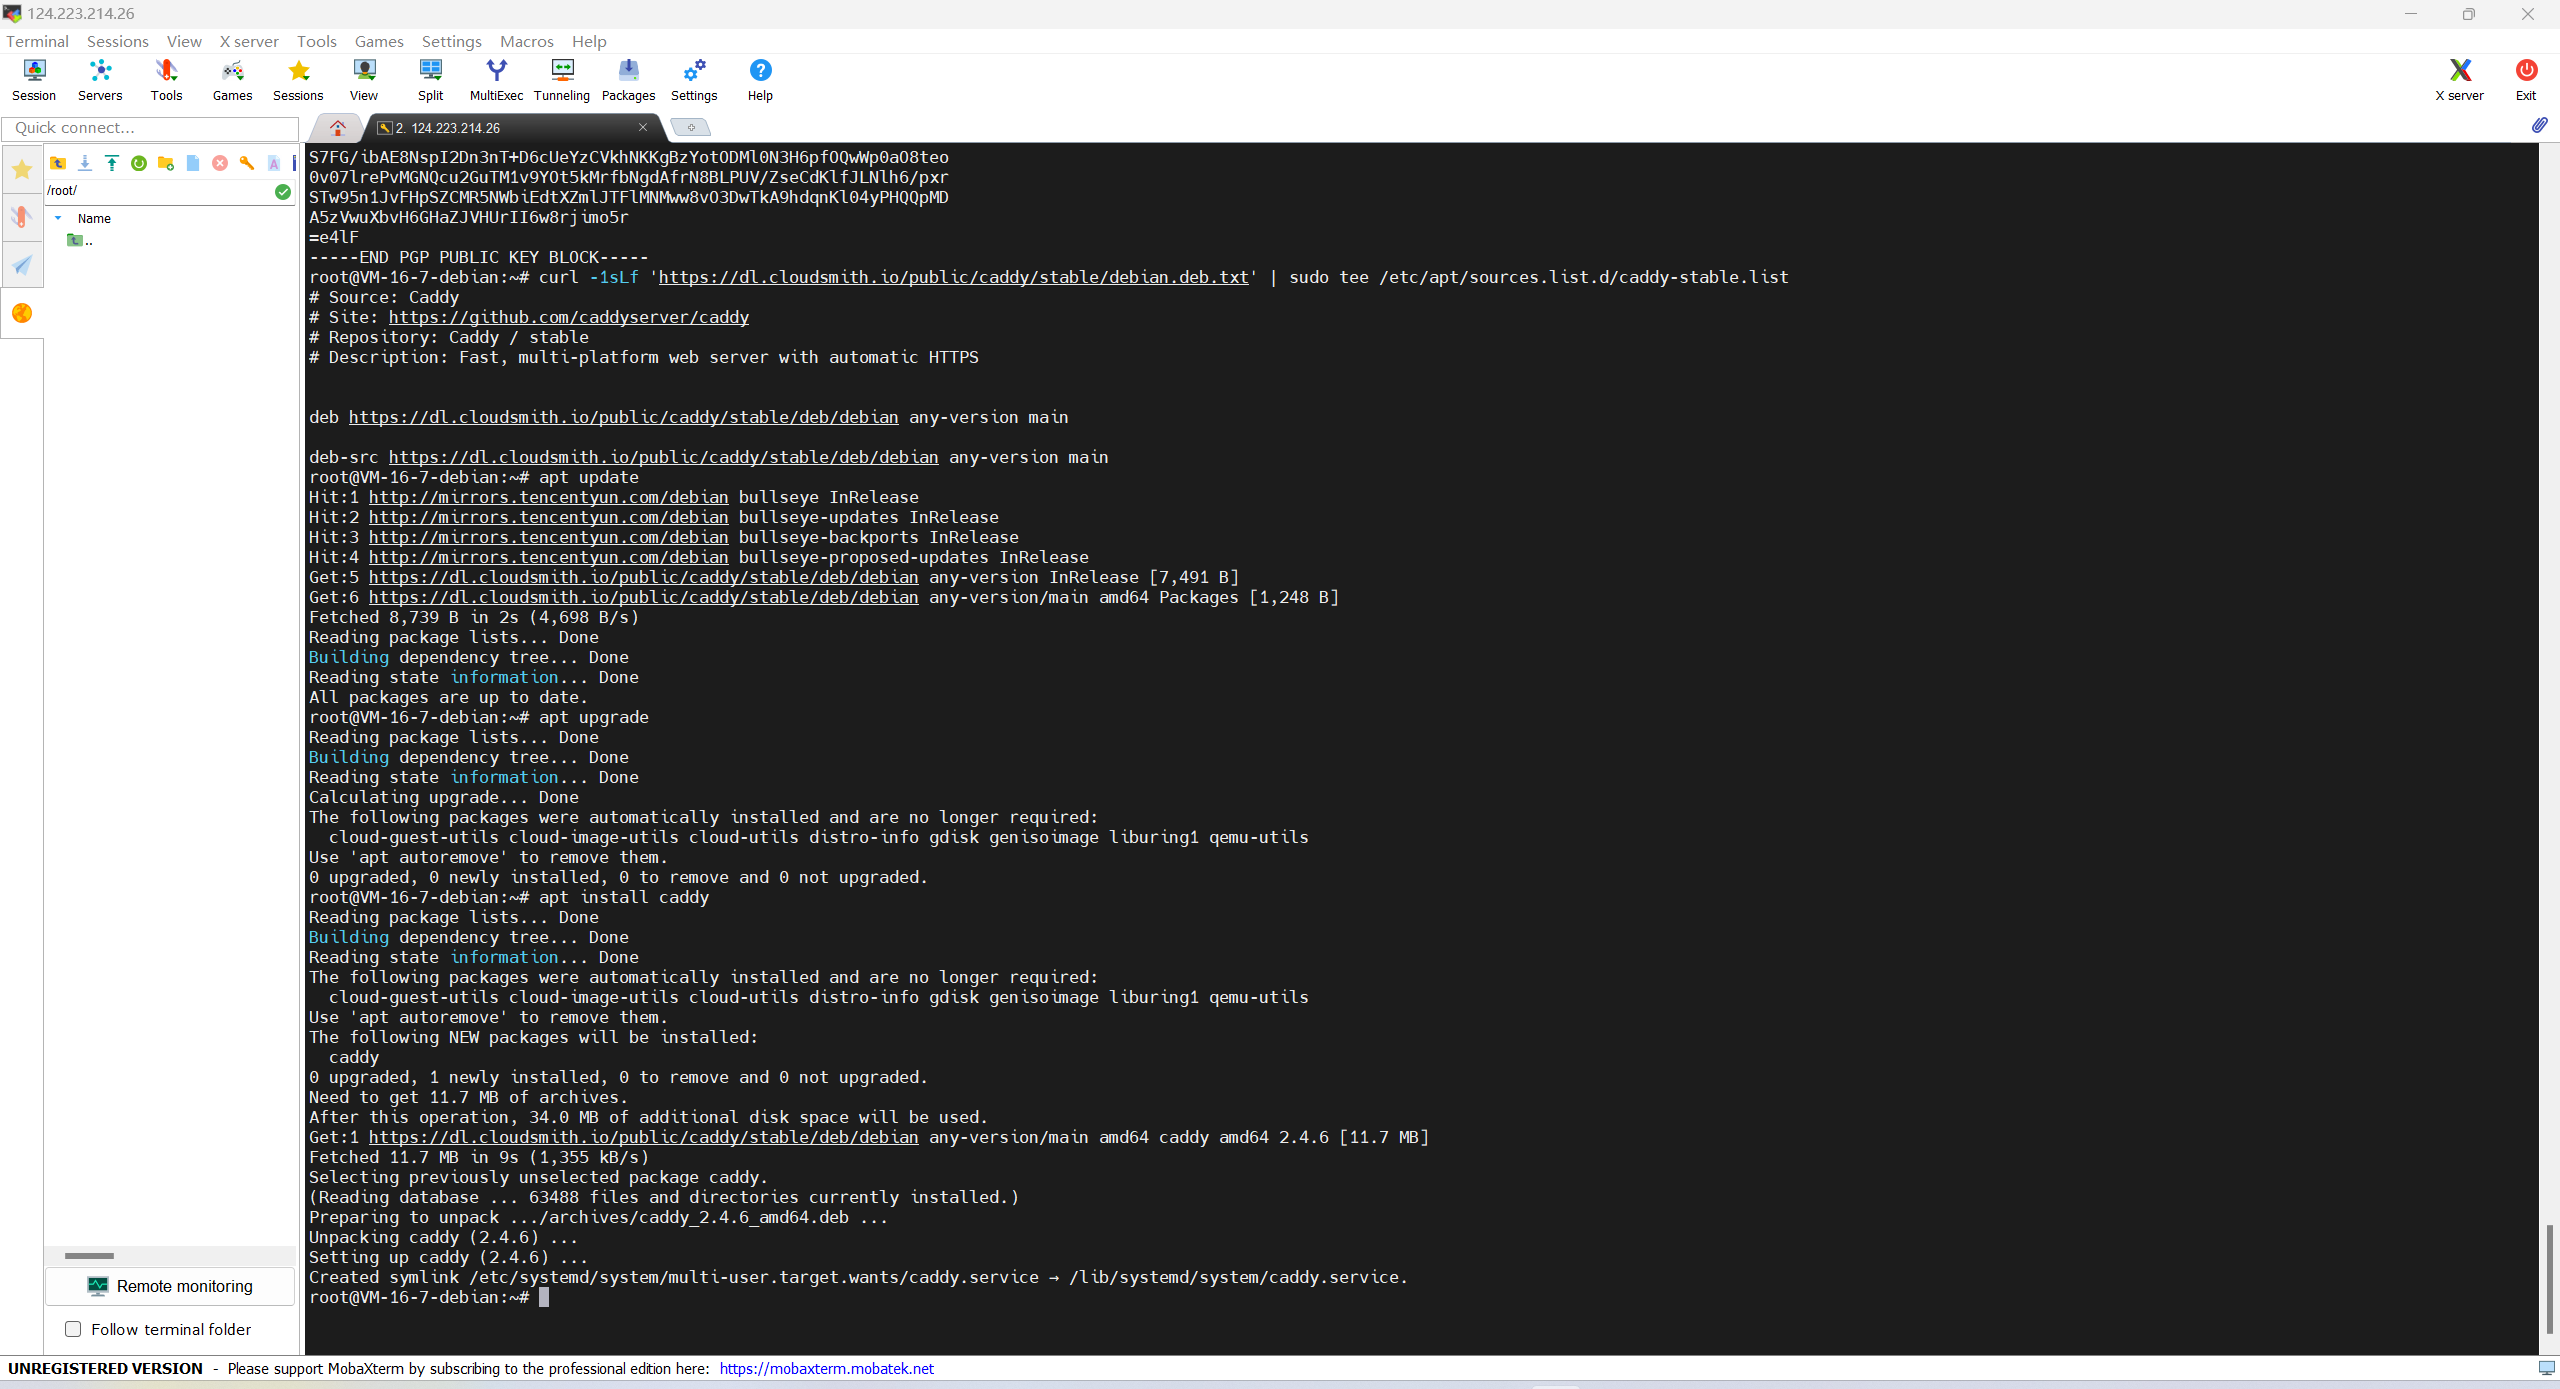 124.223.214.26
Terminal Sessions View X server Tools Games Settings Macros Help
Session Servers Tools Games Sessions View Split MultiExec Tunneling Packages Settings Help X server Exit
Quick connect...
2. 124.223.214.26
/root/
Name
..
S7FG/ibAE8NspI2Dn3nT+D6cUeYzCVkhNKKgBzYotODMl0N3H6pfOQwWp0aO8teo
0v07lrePvMGNQcu2GuTM1v9YOt5kMrfbNgdAfrN8BLPUV/ZseCdKlfJLNlh6/pxr
STw95n1JvFHpSZCMR5NWbiEdtXZmlJTFlMNMww8vO3DwTkA9hdqnKl04yPHQQpMD
A5zVwuXbvH6GHaZJVHUrII6w8rjimo5r
=e4lF
-----END PGP PUBLIC KEY BLOCK-----
root@VM-16-7-debian:~# curl -1sLf 'https://dl.cloudsmith.io/public/caddy/stable/debian.deb.txt' | sudo tee /etc/apt/sources.list.d/caddy-stable.list
# Source: Caddy
# Site: https://github.com/caddyserver/caddy
# Repository: Caddy / stable
# Description: Fast, multi-platform web server with automatic HTTPS
deb https://dl.cloudsmith.io/public/caddy/stable/deb/debian any-version main
deb-src https://dl.cloudsmith.io/public/caddy/stable/deb/debian any-version main
root@VM-16-7-debian:~# apt update
Hit:1 http://mirrors.tencentyun.com/debian bullseye InRelease
Hit:2 http://mirrors.tencentyun.com/debian bullseye-updates InRelease
Hit:3 http://mirrors.tencentyun.com/debian bullseye-backports InRelease
Hit:4 http://mirrors.tencentyun.com/debian bullseye-proposed-updates InRelease
Get:5 https://dl.cloudsmith.io/public/caddy/stable/deb/debian any-version InRelease [7,491 B]
Get:6 https://dl.cloudsmith.io/public/caddy/stable/deb/debian any-version/main amd64 Packages [1,248 B]
Fetched 8,739 B in 2s (4,698 B/s)
Reading package lists... Done
Building dependency tree... Done
Reading state information... Done
All packages are up to date.
root@VM-16-7-debian:~# apt upgrade
Reading package lists... Done
Building dependency tree... Done
Reading state information... Done
Calculating upgrade... Done
The following packages were automatically installed and are no longer required:
cloud-guest-utils cloud-image-utils cloud-utils distro-info gdisk genisoimage liburing1 qemu-utils
Use 'apt autoremove' to remove them.
0 upgraded, 0 newly installed, 0 to remove and 0 not upgraded.
root@VM-16-7-debian:~# apt install caddy
Reading package lists... Done
Building dependency tree... Done
Reading state information... Done
The following packages were automatically installed and are no longer required:
cloud-guest-utils cloud-image-utils cloud-utils distro-info gdisk genisoimage liburing1 qemu-utils
Use 'apt autoremove' to remove them.
The following NEW packages will be installed:
caddy
0 upgraded, 1 newly installed, 0 to remove and 0 not upgraded.
Need to get 11.7 MB of archives.
After this operation, 34.0 MB of additional disk space will be used.
Get:1 https://dl.cloudsmith.io/public/caddy/stable/deb/debian any-version/main amd64 caddy amd64 2.4.6 [11.7 MB]
Fetched 11.7 MB in 9s (1,355 kB/s)
Selecting previously unselected package caddy.
(Reading database ... 63488 files and directories currently installed.)
Preparing to unpack .../archives/caddy_2.4.6_amd64.deb ...
Unpacking caddy (2.4.6) ...
Setting up caddy (2.4.6) ...
Created symlink /etc/systemd/system/multi-user.target.wants/caddy.service → /lib/systemd/system/caddy.service.
root@VM-16-7-debian:~#
Remote monitoring
Follow terminal folder
UNREGISTERED VERSION - Please support MobaXterm by subscribing to the professional edition here: https://mobaxterm.mobatek.net